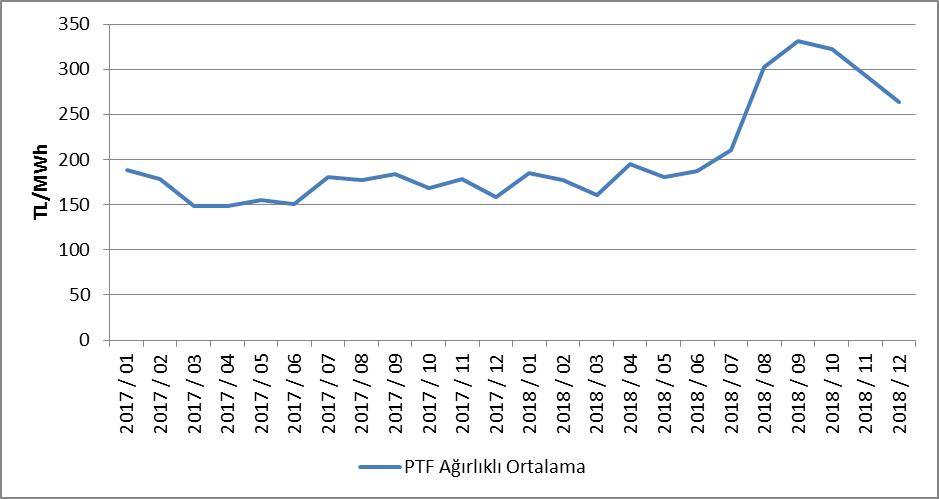 350
300
250
200
150
100
50
0
TL/MWh
2017 / 01
2017 / 02
2017 / 03
2017 / 04
2017 / 05
2017 / 06
2017 / 07
2017 / 08
2017 / 09
2017 / 10
2017 / 11
2017 / 12
2018 / 01
2018 / 02
2018 / 03
2018 / 04
2018 / 05
2018 / 06
2018 / 07
2018 / 08
2018 / 09
2018 / 10
2018 / 11
2018 / 12
PTF Ağırlıklı Ortalama